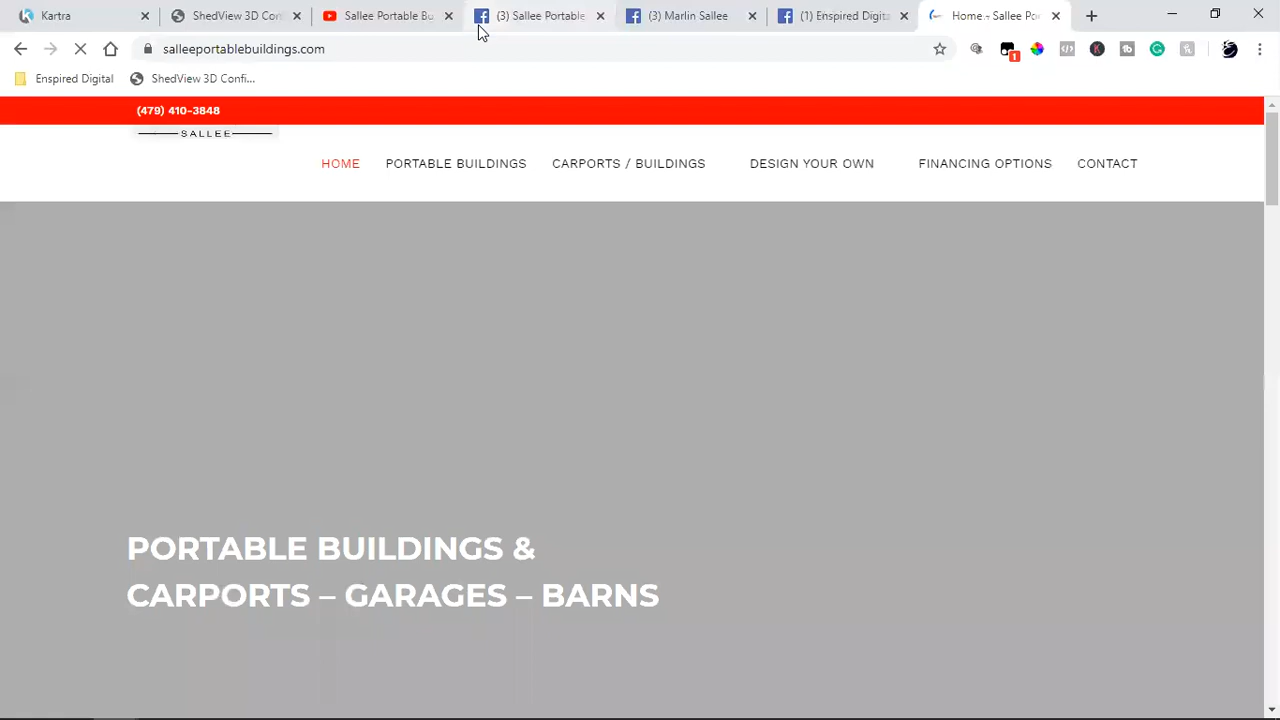 Kartra
ShedView 3D Con
Sallee Portable Bu
(3) Sallee Portable
(3) Marlin Sallee
(1) Enspired Digita
Home - Sallee Po
salleeportablebuildings.com
1
Enspired Digital
ShedView 3D Confi...
(479) 410-3848
SALLEE
HOME
PORTABLE BUILDINGS
CARPORTS / BUILDINGS
DESIGN YOUR OWN
FINANCING OPTIONS
CONTACT
PORTABLE BUILDINGS &
CARPORTS – GARAGES – BARNS